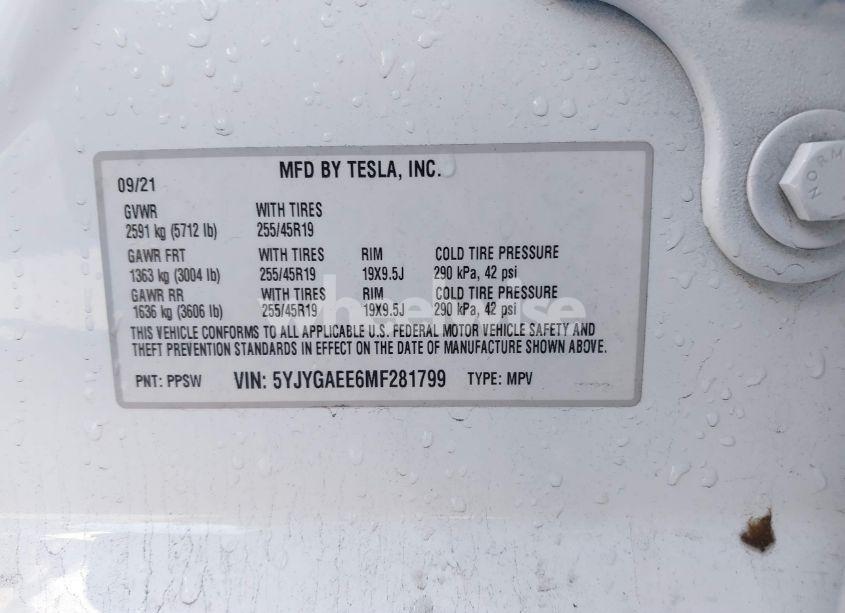 MFD BY TESLA, INC.
09/21
GVWR WITH TIRES
2591 kg (5712 lb) 255/45R19
GAWR FRT WITH TIRES RIM COLD TIRE PRESSURE
1363 kg (3004 lb) 255/45R19 19X9.5J 290 kPa, 42 psi
GAWR RR WITH TIRES RIM COLD TIRE PRESSURE
1636 kg (3606 lb) 255/45R19 19X9.5J 290 kPa, 42 psi
THIS VEHICLE CONFORMS TO ALL APPLICABLE U.S. FEDERAL MOTOR VEHICLE SAFETY AND
THEFT PREVENTION STANDARDS IN EFFECT ON THE DATE OF MANUFACTURE SHOWN ABOVE.
PNT: PPSW VIN: 5YJYGAEE6MF281799 TYPE: MPV
NORM